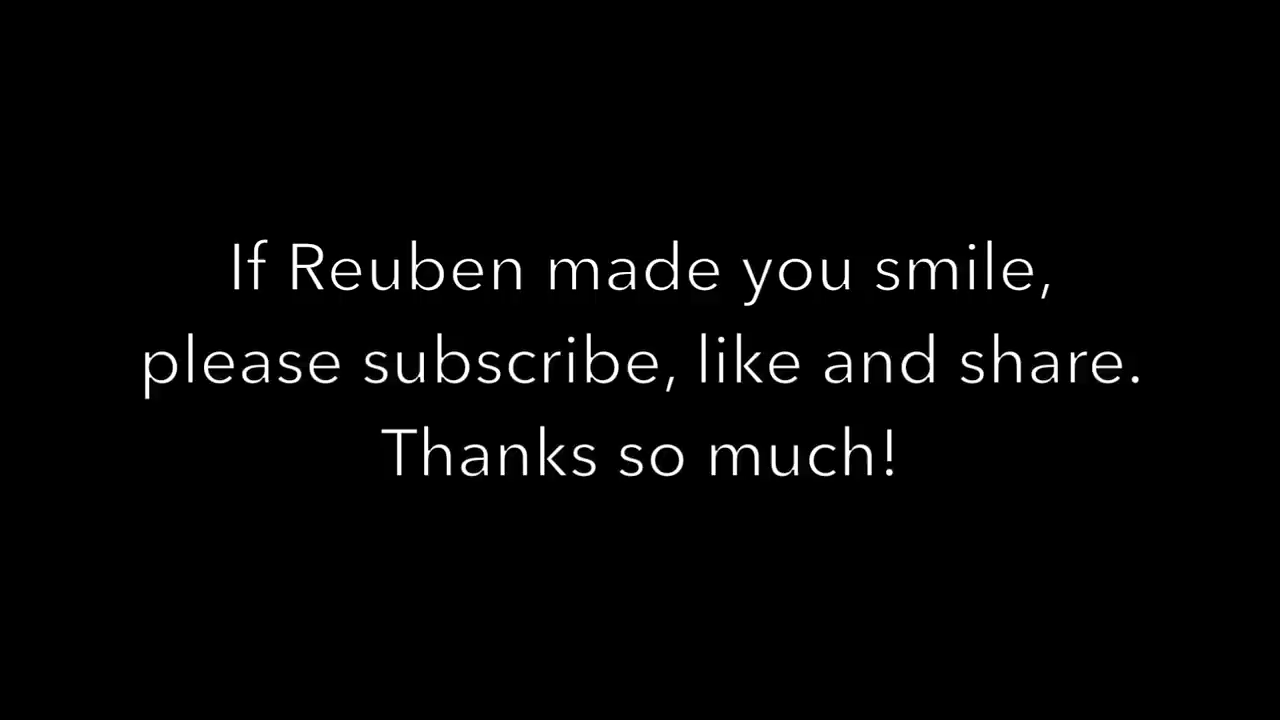 If Reuben made you smile,
please subscribe, like and share.
Thanks so much!